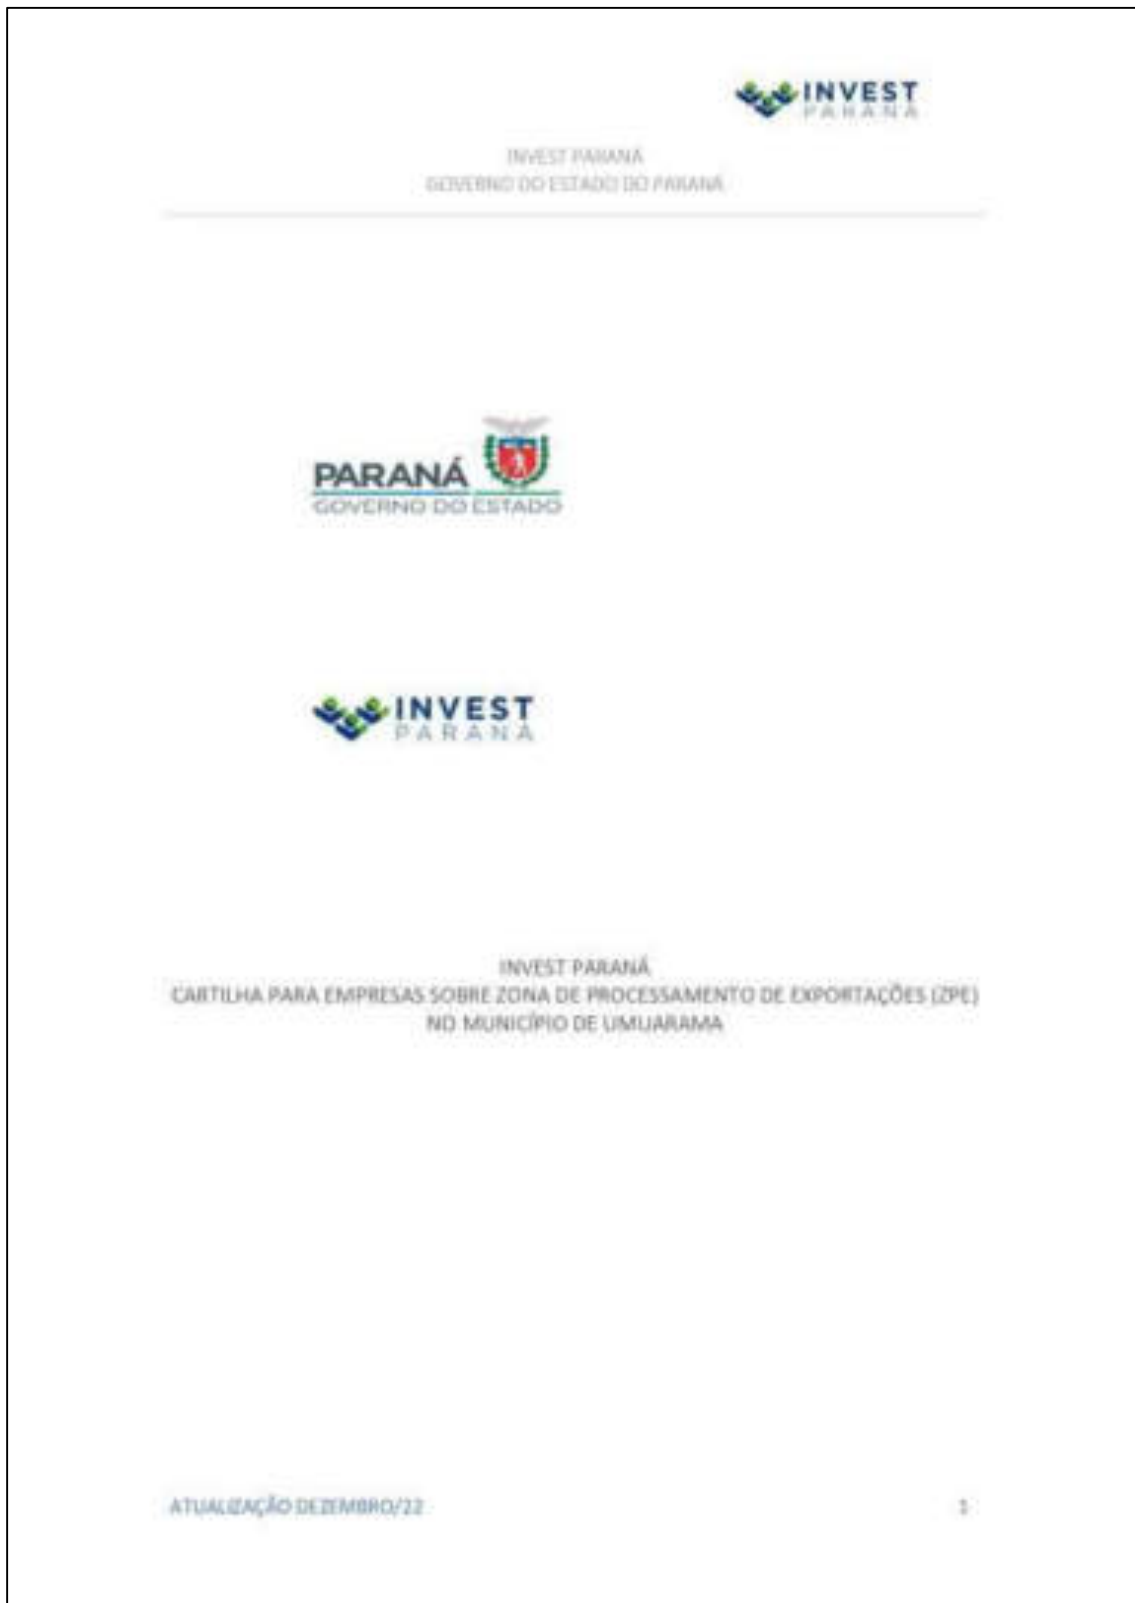 INVEST
PARANÁ
INVEST PARANÁ
GOVERNO DO ESTADO DO PARANÁ
PARANÁ
GOVERNO DO ESTADO
INVEST
PARANÁ
INVEST PARANÁ
CARTILHA PARA EMPRESAS SOBRE ZONA DE PROCESSAMENTO DE EXPORTAÇÕES (ZPE)
NO MUNICÍPIO DE UMUARAMA
ATUALIZAÇÃO DEZEMBRO/22 1